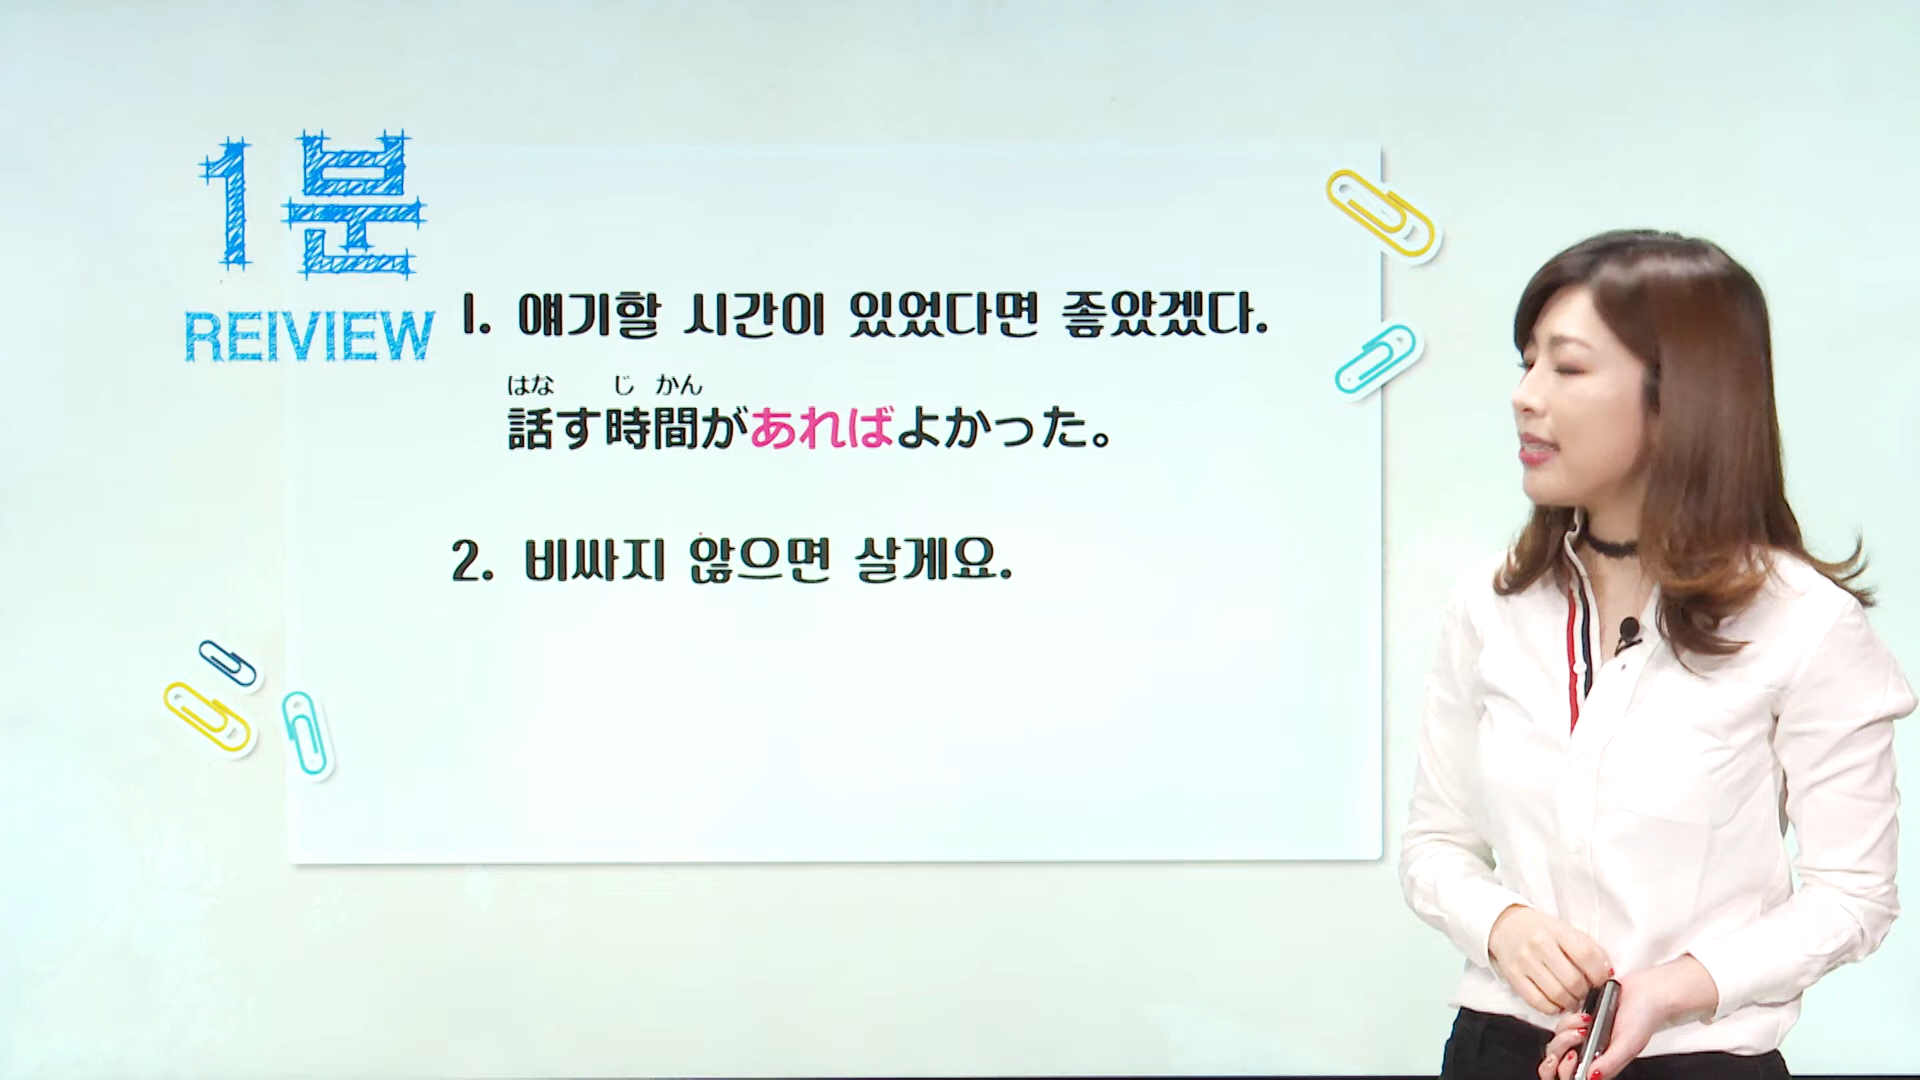 1분
REIVIEW
1. 얘기할 시간이 있었다면 좋았겠다.
はな じ かん
話す時間があればよかった。
2. 비싸지 않으면 살게요.